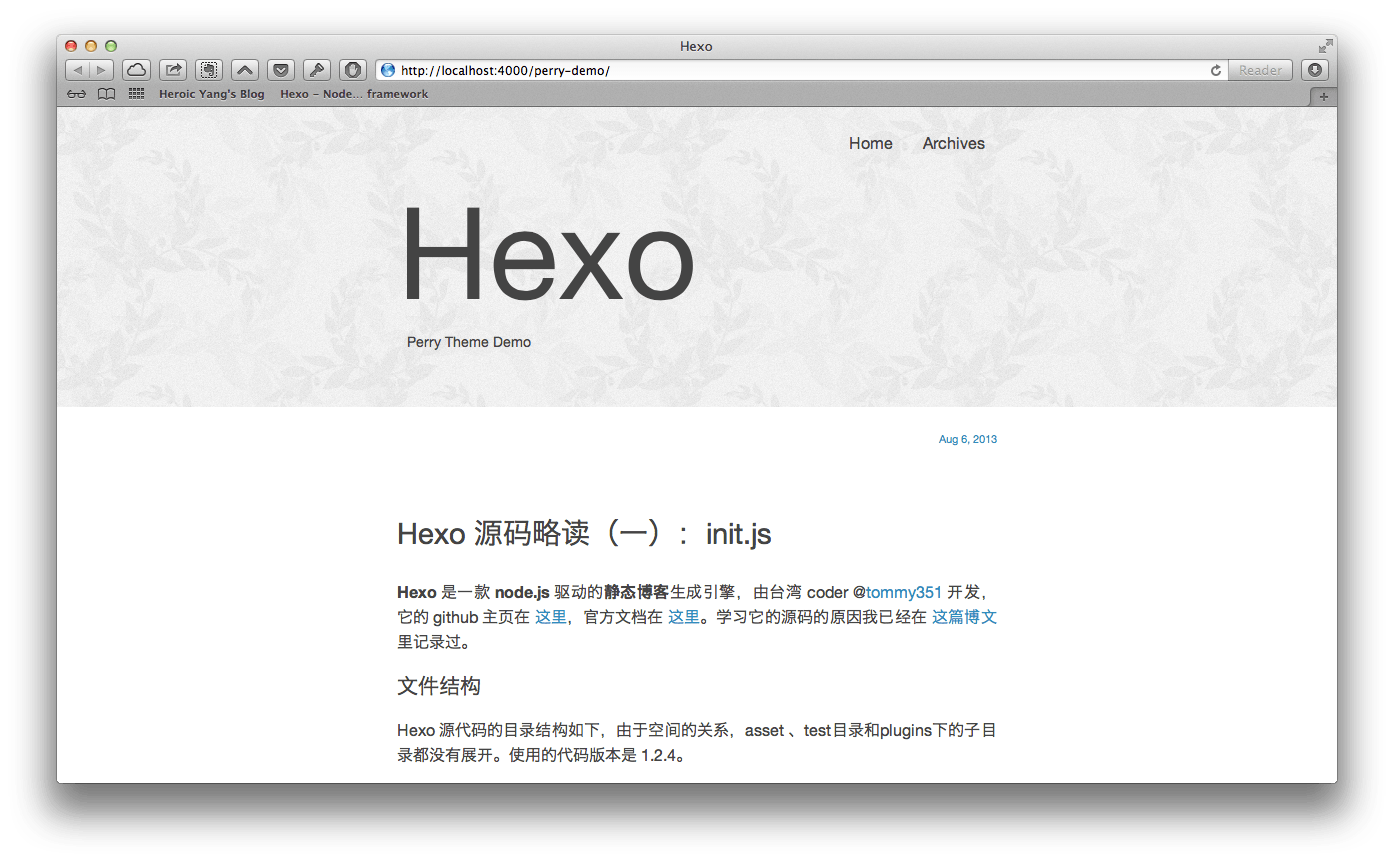 Hexo
http://localhost:4000/perry-demo/
Reader
Heroic Yang's Blog Hexo – Node... framework
Home Archives
Hexo
Perry Theme Demo
Aug 6, 2013
Hexo 源码略读（一）：init.js
Hexo 是一款 node.js 驱动的静态博客生成引擎，由台湾 coder @tommy351 开发，
它的 github 主页在 这里，官方文档在 这里。学习它的源码的原因我已经在 这篇博文
里记录过。
文件结构
Hexo 源代码的目录结构如下，由于空间的关系，asset 、test目录和plugins下的子目
录都没有展开。使用的代码版本是 1.2.4。